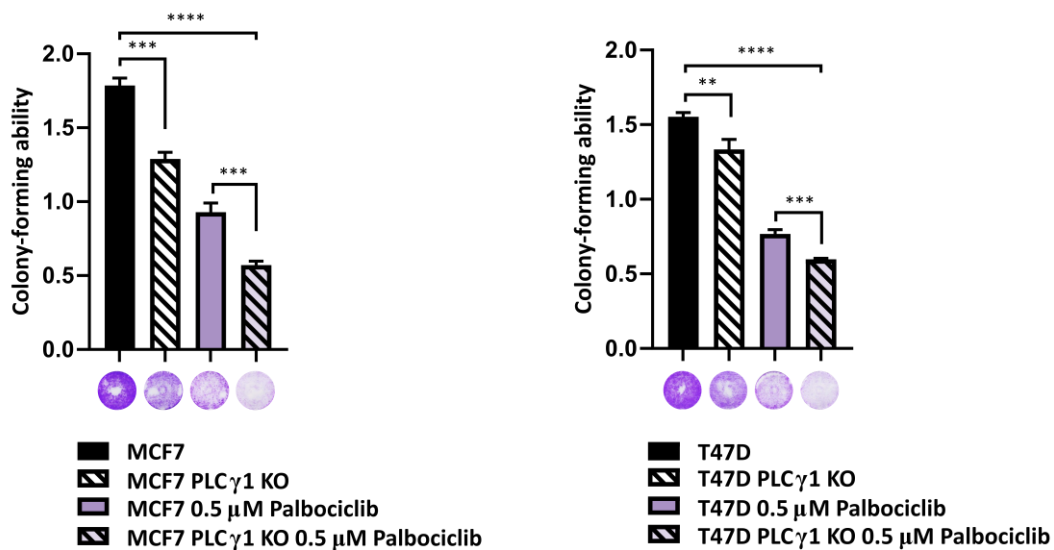 ****
***
2.0
1.5
***
1.0
0.5
0.0
Colony-forming ability
MCF7
MCF7 PLCγ1 KO
MCF7 0.5 μM Palbociclib
MCF7 PLCγ1 KO 0.5 μM Palbociclib
****
**
2.0
1.5
***
1.0
0.5
0.0
Colony-forming ability
T47D
T47D PLCγ1 KO
T47D 0.5 μM Palbociclib
T47D PLCγ1 KO 0.5 μM Palbociclib